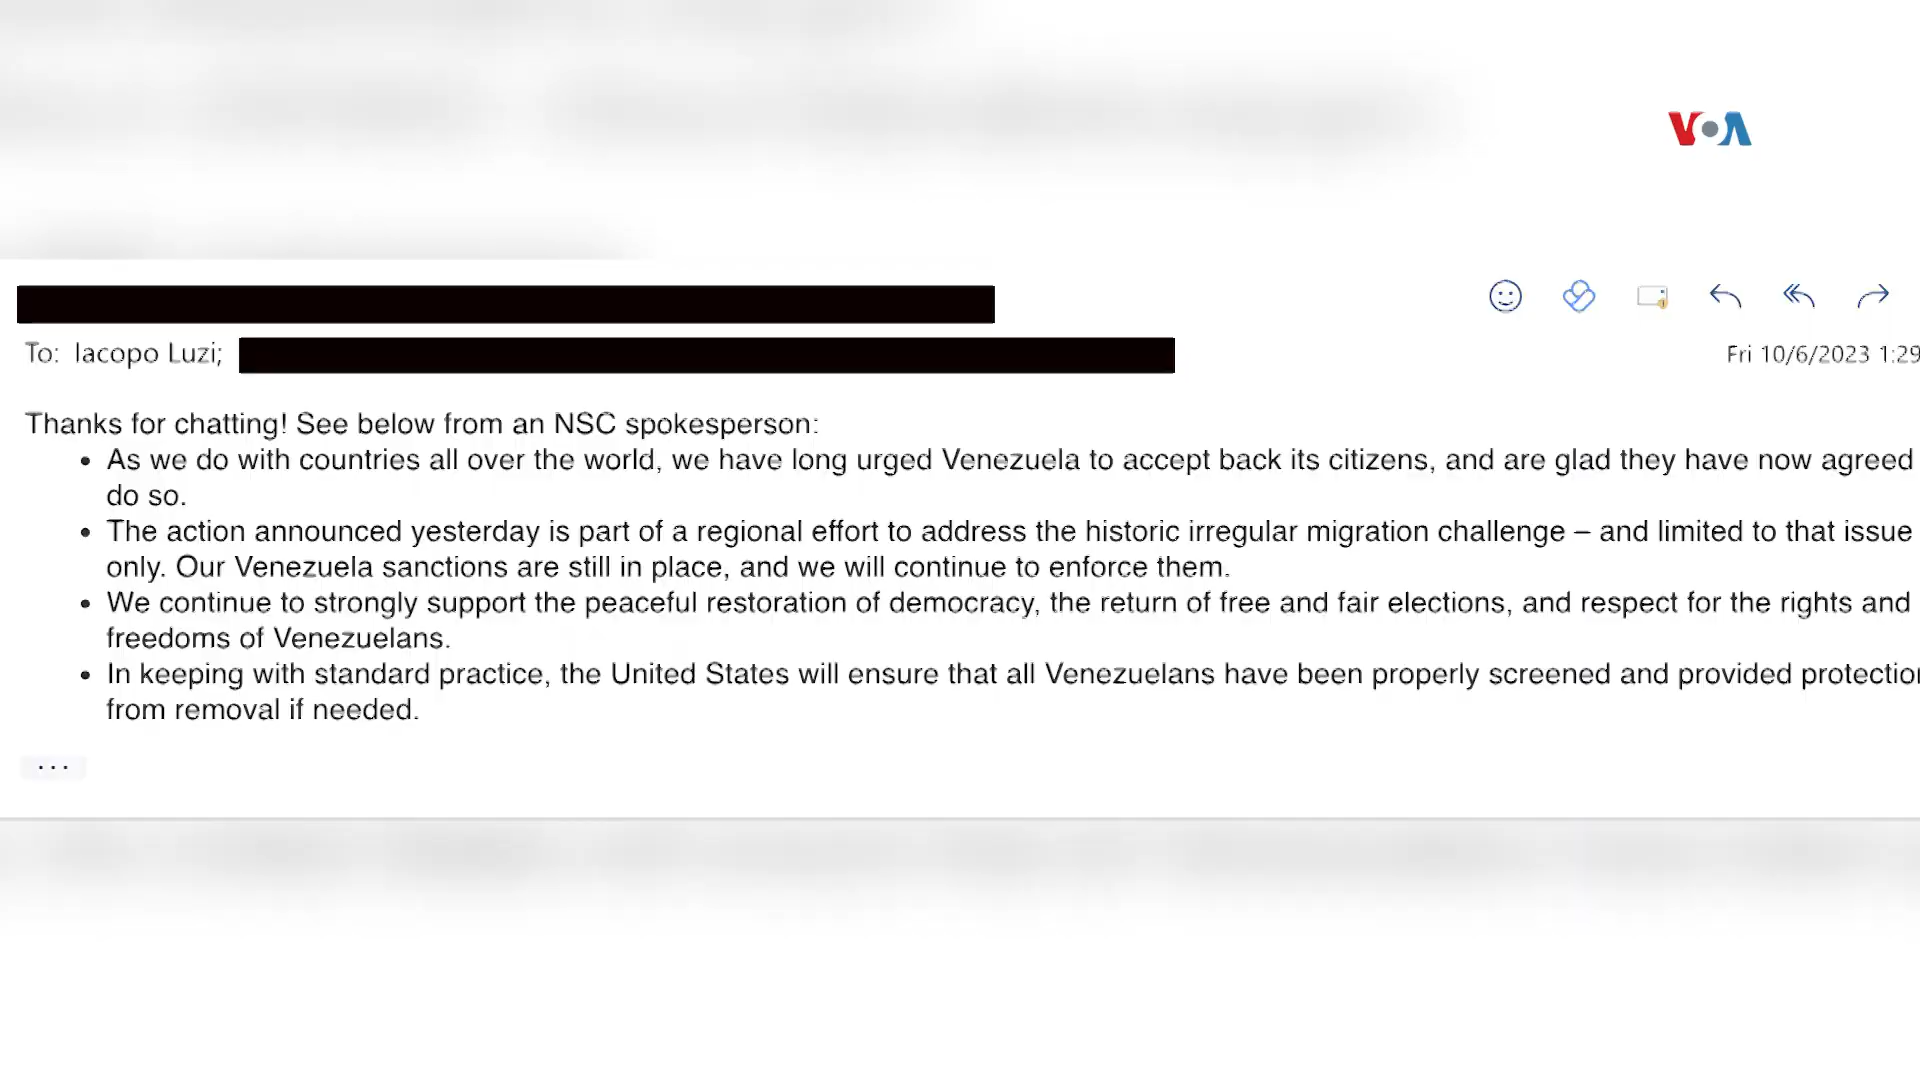 VOA
To: Iacopo Luzi;
Fri 10/6/2023 1:29
Thanks for chatting! See below from an NSC spokesperson:
• As we do with countries all over the world, we have long urged Venezuela to accept back its citizens, and are glad they have now agreed
do so.
• The action announced yesterday is part of a regional effort to address the historic irregular migration challenge – and limited to that issue
only. Our Venezuela sanctions are still in place, and we will continue to enforce them.
• We continue to strongly support the peaceful restoration of democracy, the return of free and fair elections, and respect for the rights and
freedoms of Venezuelans.
• In keeping with standard practice, the United States will ensure that all Venezuelans have been properly screened and provided protection
from removal if needed.
...